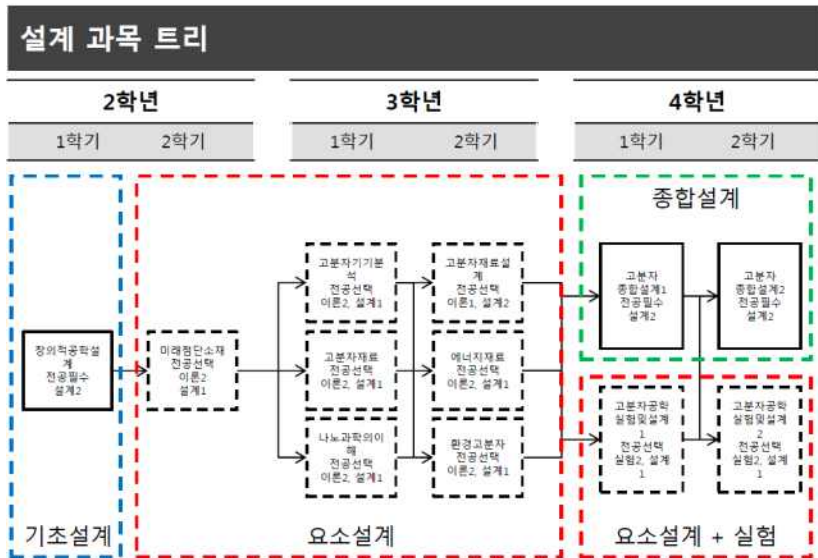 설계 과목 트리
2학년
3학년
4학년
1학기
2학기
1학기
2학기
1학기
2학기
종합설계
고분자기기분
석
전공선택
이론2, 설계1
고분자재료설
계
전공선택
이론1, 설계2
고분자
종합설계1
전공필수
설계2
고분자
종합설계2
전공필수
설계2
창의적공학설
계
전공필수
설계2
미래첨단소재
전공선택
이론2
설계1
고분자재료
전공선택
이론2, 설계1
에너지재료
전공선택
이론2, 설계1
나노과학의이
해
전공선택
이론2, 설계1
환경고분자
전공선택
이론2, 설계1
고분자공학
실험및설계
1
전공선택
실험2, 설계
1
고분자공학
실험및설계
2
전공선택
실험2, 설계
1
기초설계
요소설계
요소설계 + 실험